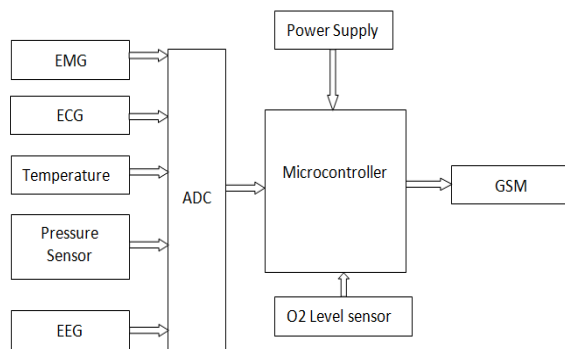 Power Supply
EMG
ECG
Temperature
Pressure
Sensor
EEG
ADC
Microcontroller
GSM
O2 Level sensor